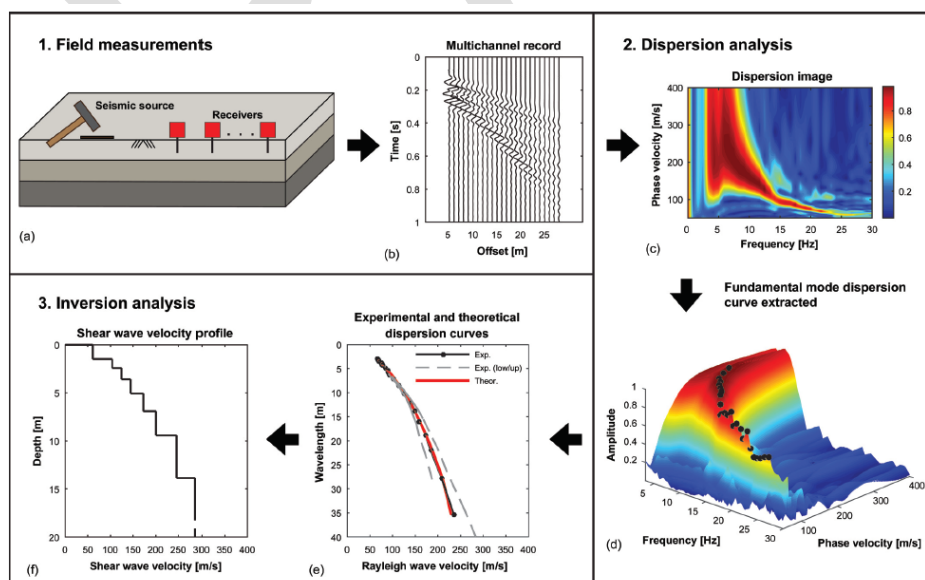 1. Field measurements
Seismic source
Receivers
(a)
Multichannel record
0
0.2
0.4
0.6
0.8
1
Time [s]
5 10 15 20 25
Offset [m]
(b)
2. Dispersion analysis
Dispersion image
400
300
200
100
Phase velocity [m/s]
0 5 10 15 20 25 30
Frequency [Hz]
0.8
0.6
0.4
0.2
(c)
Fundamental mode dispersion
curve extracted
1
0.8
0.6
0.4
0.2
Amplitude
5 10 15 20 25 30
Frequency [Hz]
100 200 300 400
Phase velocity [m/s]
(d)
3. Inversion analysis
Experimental and theoretical
dispersion curves
Exp.
Exp. (low/up)
Theor.
0
5
10
15
20
25
30
35
40
Wavelength [m]
0 100 200 300 400
Rayleigh wave velocity [m/s]
(e)
Shear wave velocity profile
0
5
10
15
20
Depth [m]
0 50 100 150 200 250 300 350 400
Shear wave velocity [m/s]
(f)